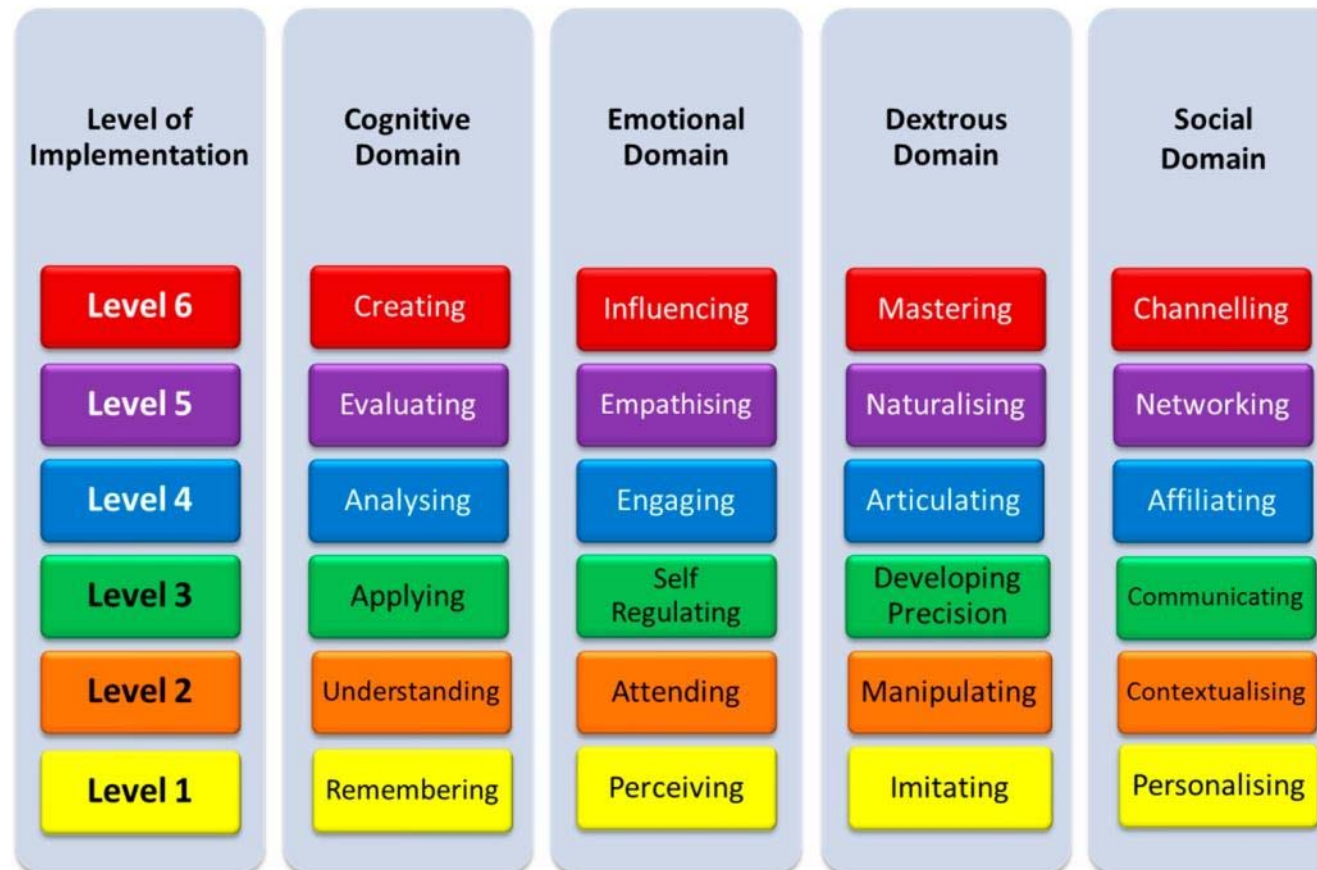 Level of
Implementation
Cognitive
Domain
Emotional
Domain
Dextrous
Domain
Social
Domain
Level 6
Creating
Influencing
Mastering
Channelling
Level 5
Evaluating
Empathising
Naturalising
Networking
Level 4
Analysing
Engaging
Articulating
Affiliating
Level 3
Applying
Self
Regulating
Developing
Precision
Communicating
Level 2
Understanding
Attending
Manipulating
Contextualising
Level 1
Remembering
Perceiving
Imitating
Personalising